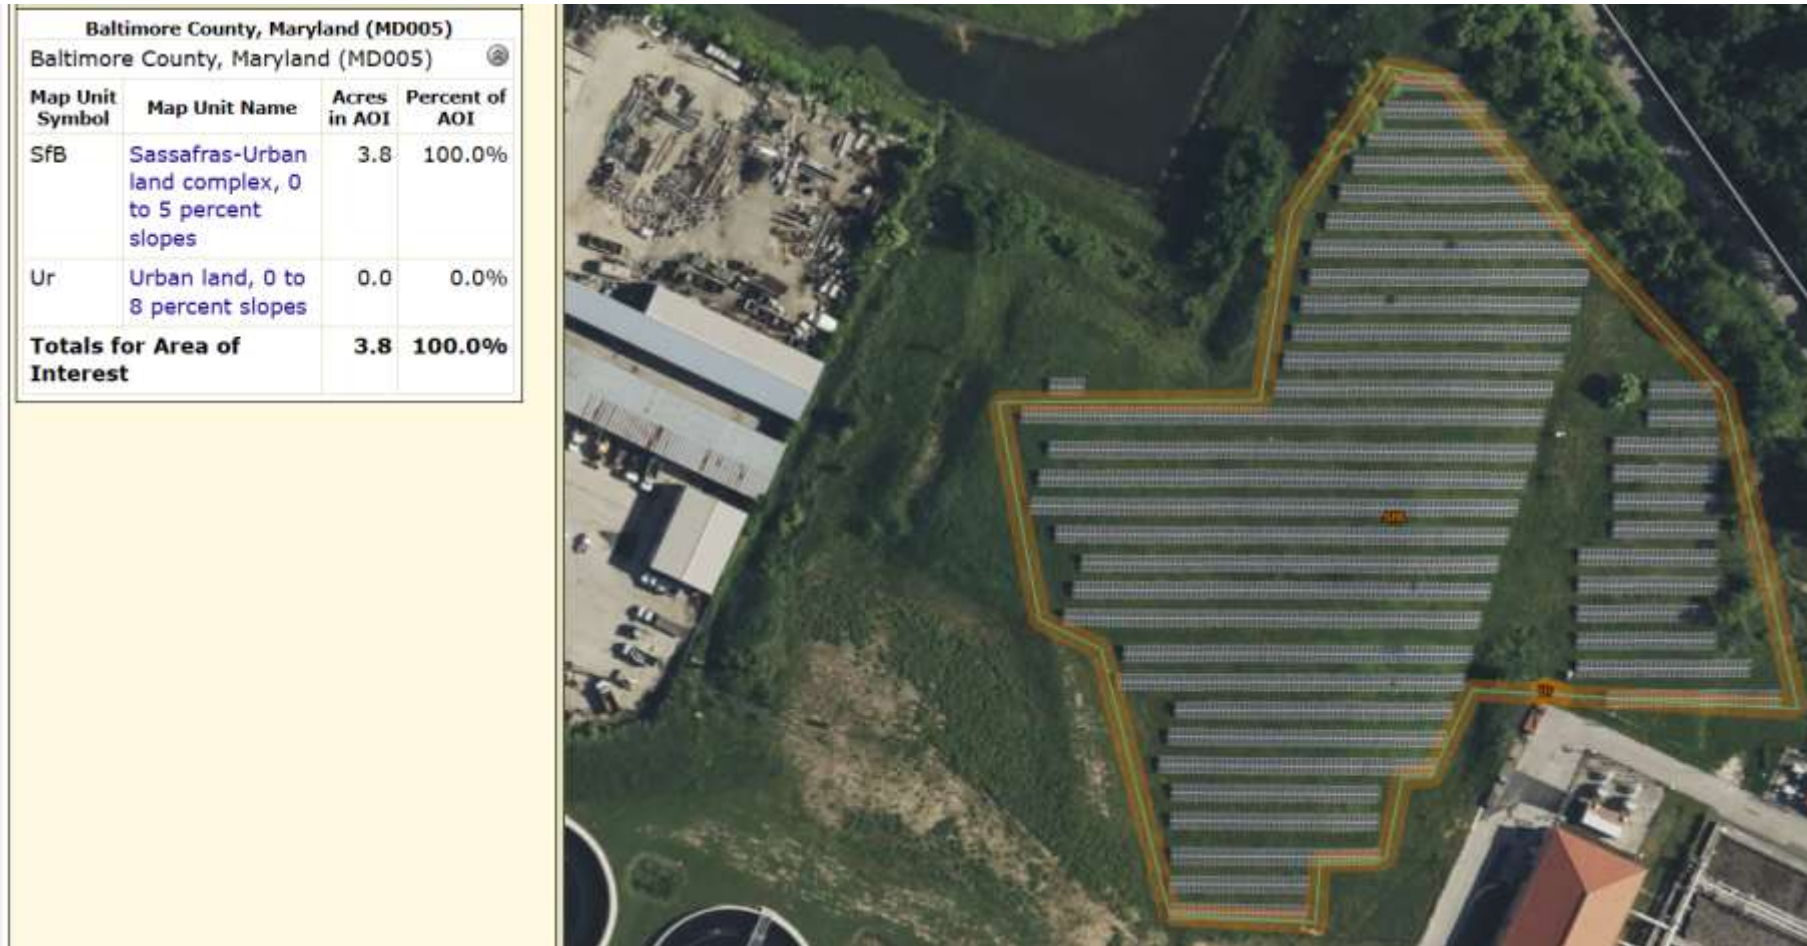 Baltimore County, Maryland (MD005)
Baltimore County, Maryland (MD005)
Map Unit Symbol Map Unit Name Acres in AOI Percent of AOI
SfB Sassafras-Urban land complex, 0 to 5 percent slopes 3.8 100.0%
Ur Urban land, 0 to 8 percent slopes 0.0 0.0%
Totals for Area of Interest 3.8 100.0%